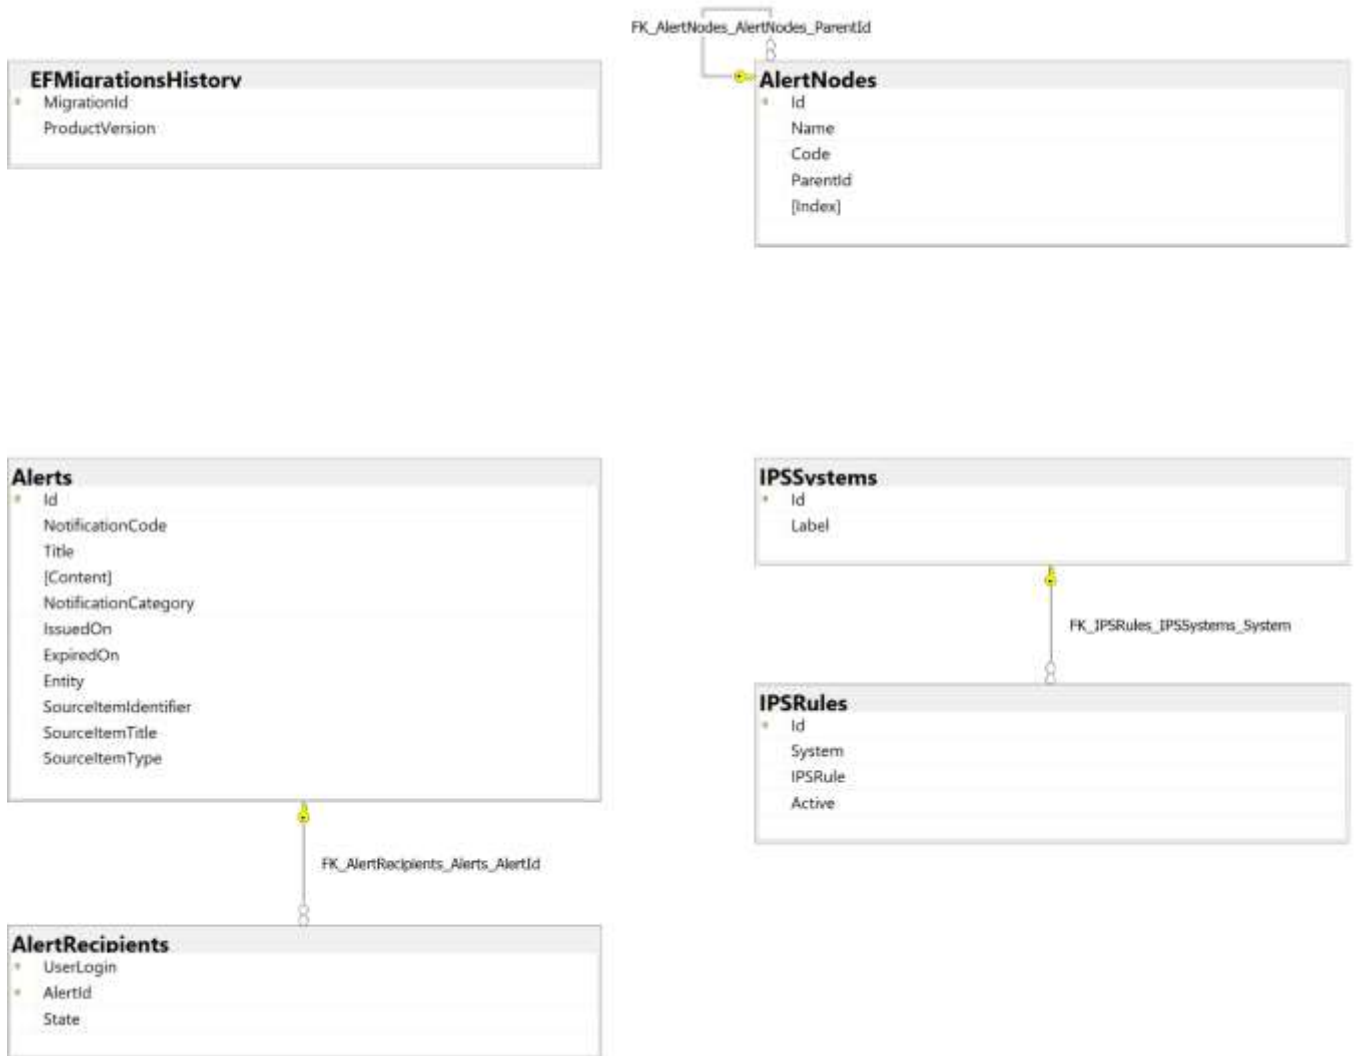 FK_AlertNodes_AlertNodes_ParentId
EFMigrationsHistory
MigrationId
ProductVersion
AlertNodes
Id
Name
Code
ParentId
[Index]
Alerts
Id
NotificationCode
Title
[Content]
NotificationCategory
IssuedOn
ExpiredOn
Entity
SourceItemIdentifier
SourceItemTitle
SourceItemType
FK_AlertRecipients_Alerts_AlertId
AlertRecipients
UserLogin
AlertId
State
IPSSystems
Id
Label
FK_IPSRules_IPSSystems_System
IPSRules
Id
System
IPSRule
Active